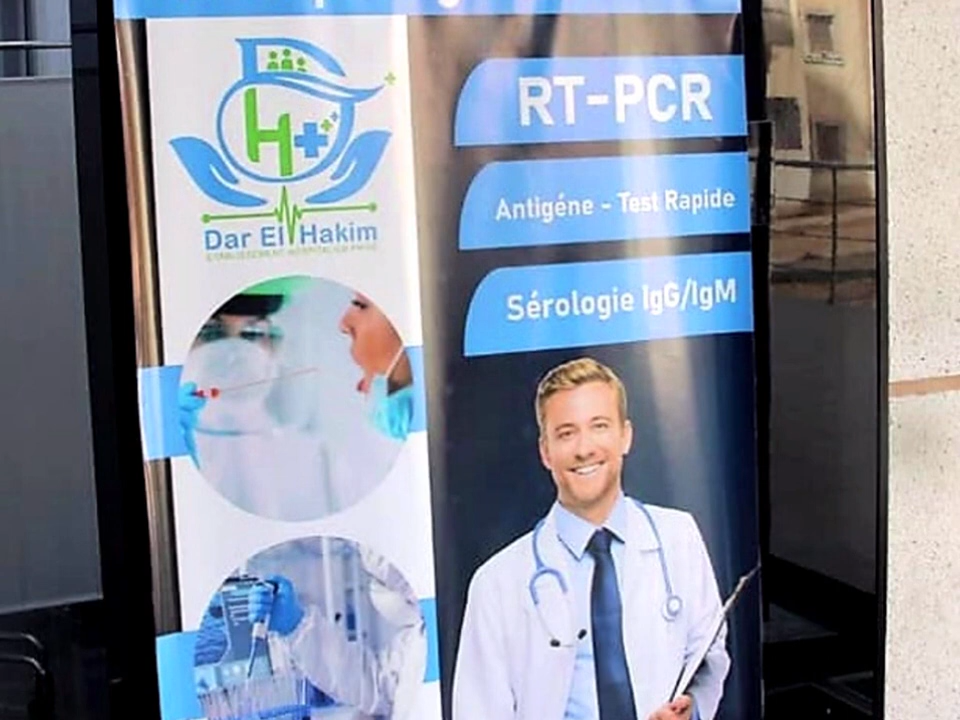 H+
Dar El Hakim
ETABLISSEMENT HOSPITALIER PRIVÉ
RT-PCR
Antigéne - Test Rapide
Sérologie IgG/IgM